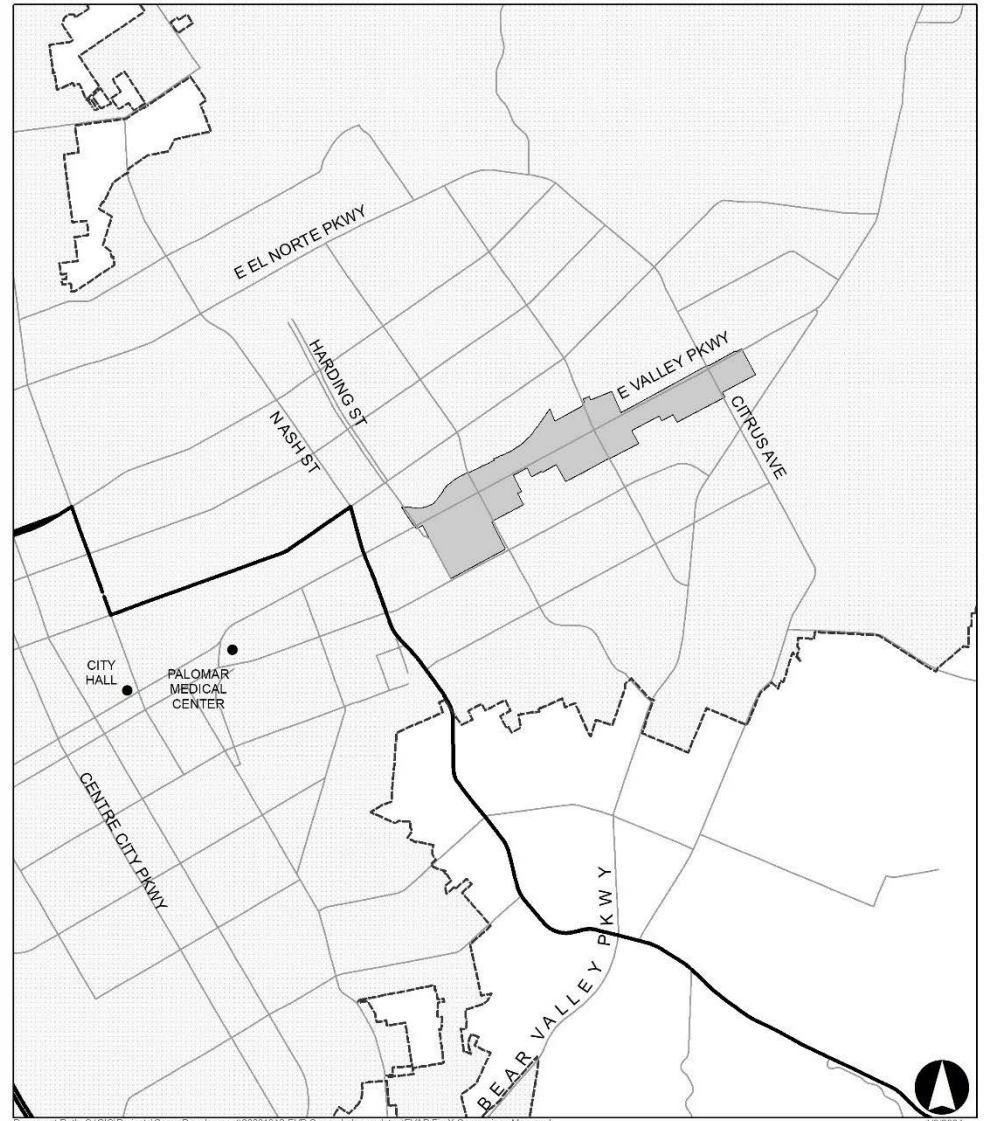 E EL NORTE PKWY
HARDING ST
N ASH ST
E VALLEY PKWY
CITRUS AVE
CITY
HALL
PALOMAR
MEDICAL
CENTER
CENTRE CITY PKWY
BEAR VALLEY PKWY